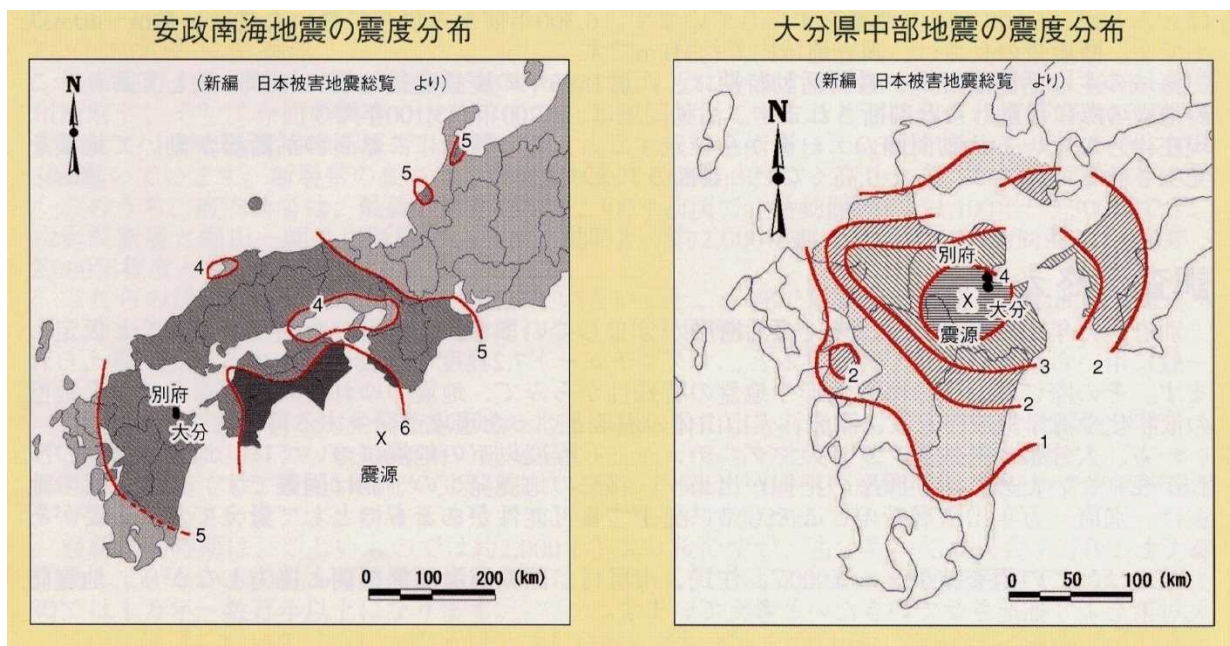 安政南海地震の震度分布
(新編 日本被害地震総覧 より)
N
5
5
4
4
5
別府
大分
6
X
震源
5
0 100 200 (km)
大分県中部地震の震度分布
(新編 日本被害地震総覧 より)
N
別府
4
X
大分
震源
2
2
3
2
1
0 50 100 (km)